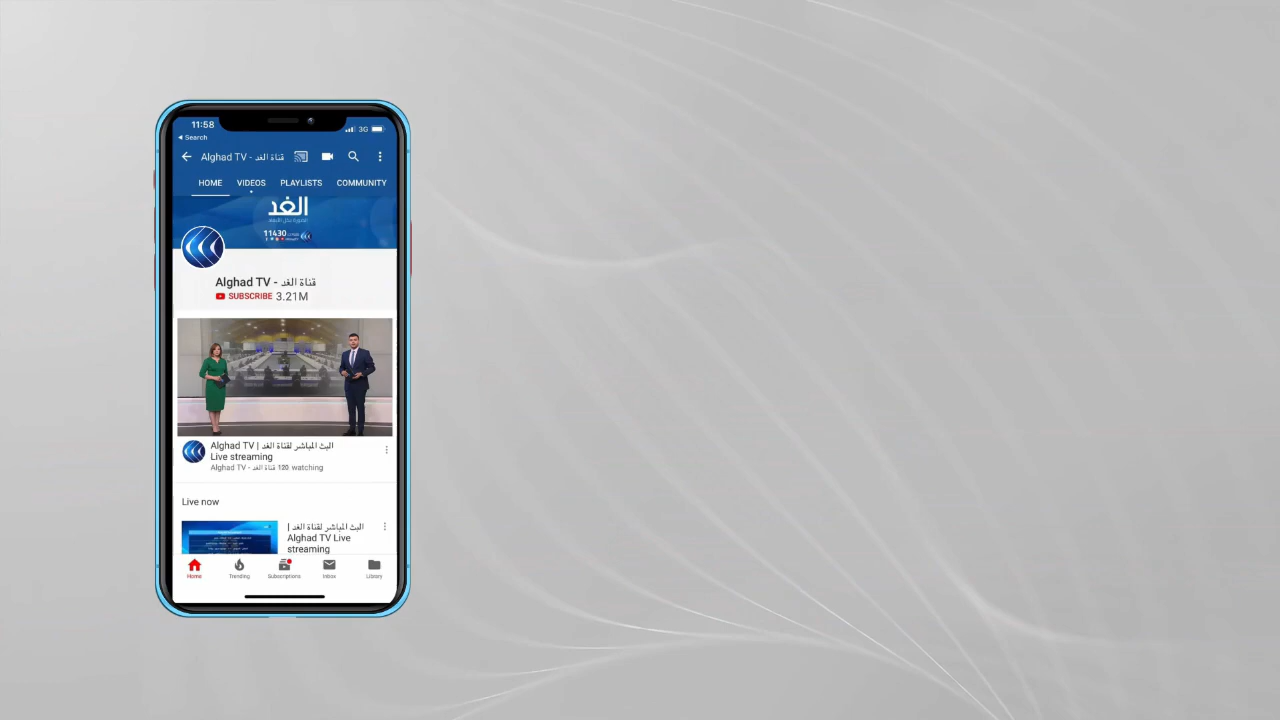 11:58
3G
Search
Alghad TV - قناة الغد
HOME VIDEOS PLAYLISTS COMMUNITY
الغد
11430
Alghad TV - قناة الغد
SUBSCRIBE 3.21M
Alghad TV | البث المباشر لقناة الغد
Live streaming
Alghad TV - قناة الغد 120 watching
Live now
البث المباشر لقناة الغد |
Alghad TV Live
streaming
Home Trending Subscriptions Inbox Library